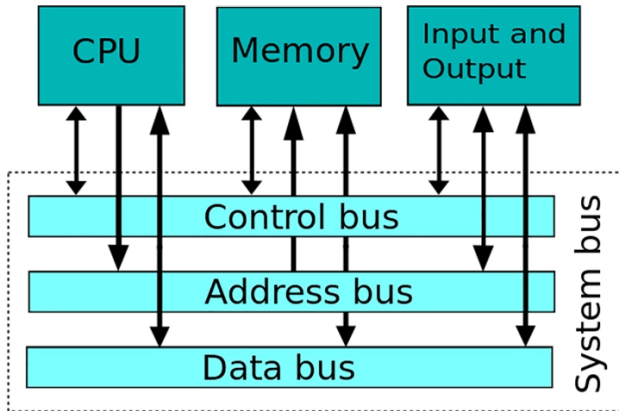 CPU
Memory
Input and
Output
Control bus
Address bus
Data bus
System bus